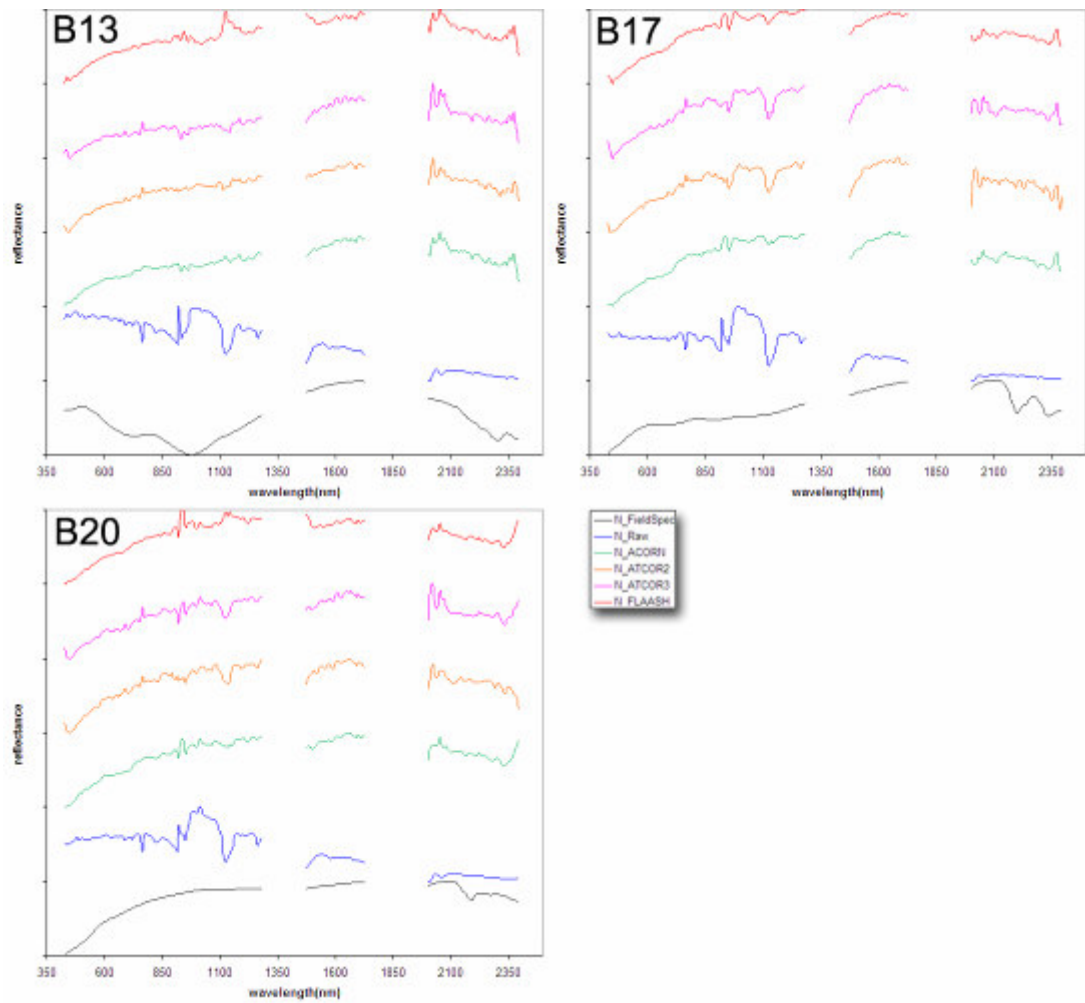 B13
B17
reflectance
reflectance
350 600 850 1100 1350 1600 1850 2100 2350
wavelength(nm)
350 600 850 1100 1350 1600 1850 2100 2350
wavelength(nm)
B20
reflectance
350 600 850 1100 1350 1600 1850 2100 2350
wavelength(nm)
N_FieldSpec
N_Raw
N_ACORN
N_ATCOR2
N_ATCOR3
N_FLAASH